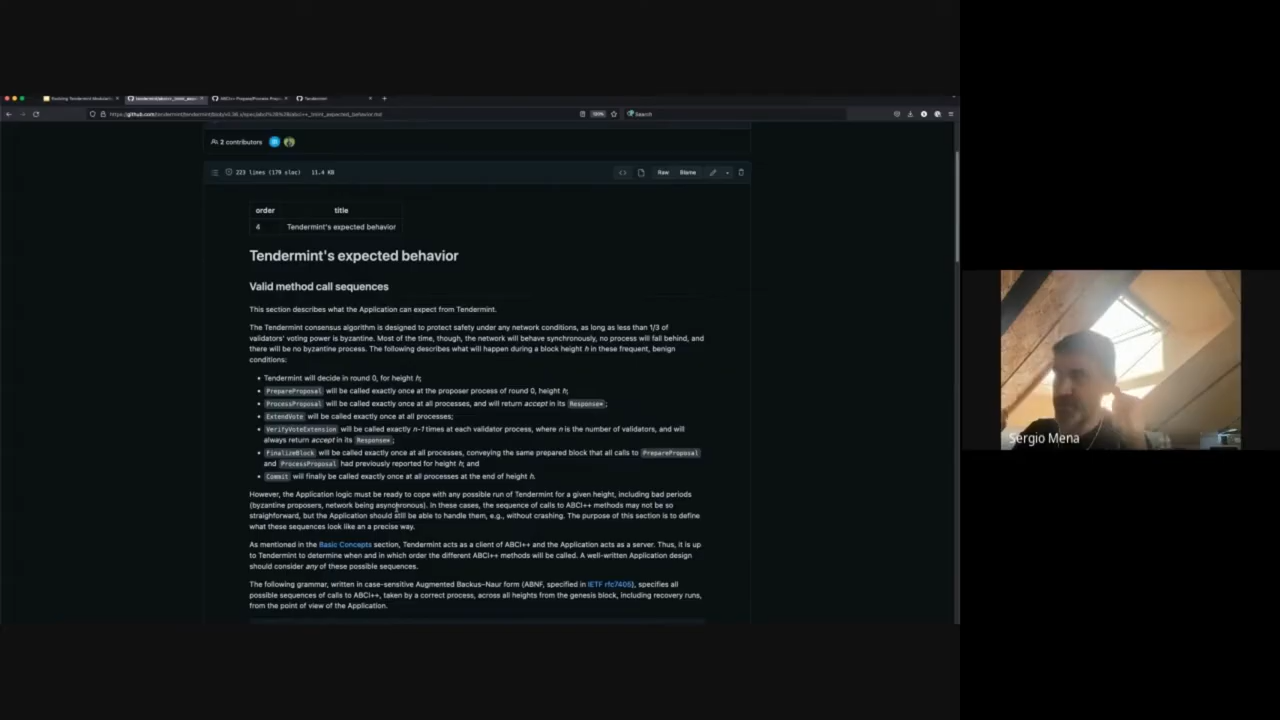 Tendermint
Search
2 contributors
223 lines (179 sloc) 11.4 KB
Raw Blame
order title
4 Tendermint's expected behavior
Tendermint's expected behavior
Valid method call sequences
This section describes what the Application can expect from Tendermint.
The Tendermint consensus algorithm is designed to protect safety under any network conditions, as long as less than 1/3 of
validators' voting power is byzantine. Most of the time, though, the network will behave synchronously, no process will fall behind, and
there will be no byzantine process. The following describes what will happen during a block height h in these frequent, benign
conditions:
• Tendermint will decide in round 0, for height h;
• PrepareProposal will be called exactly once at the proposer process of round 0, height h;
• ProcessProposal will be called exactly once at all processes, and will return accept in its Response*;
• ExtendVote will be called exactly once at all processes;
• VerifyVoteExtension will be called exactly n-1 times at each validator process, where n is the number of validators, and will
always return accept in its Response*;
• FinalizeBlock will be called exactly once at all processes, conveying the same prepared block that all calls to PrepareProposal
and ProcessProposal had previously reported for height h; and
• Commit will finally be called exactly once at all processes at the end of height h.
However, the Application logic must be ready to cope with any possible run of Tendermint for a given height, including bad periods
(byzantine proposers, network being asynchronous). In these cases, the sequence of calls to ABCI++ methods may not be so
straighforward, but the Application should still be able to handle them, e.g., without crashing. The purpose of this section is to define
what these sequences look like an a precise way.
As mentioned in the Basic Concepts section, Tendermint acts as a client of ABCI++ and the Application acts as a server. Thus, it is up
to Tendermint to determine when and in which order the different ABCI++ methods will be called. A well-written Application design
should consider any of these possible sequences.
The following grammar, written in case-sensitive Augmented Backus–Naur form (ABNF, specified in IETF rfc7405), specifies all
possible sequences of calls to ABCI++, taken by a correct process, across all heights from the genesis block, including recovery runs,
from the point of view of the Application.
Sergio Mena